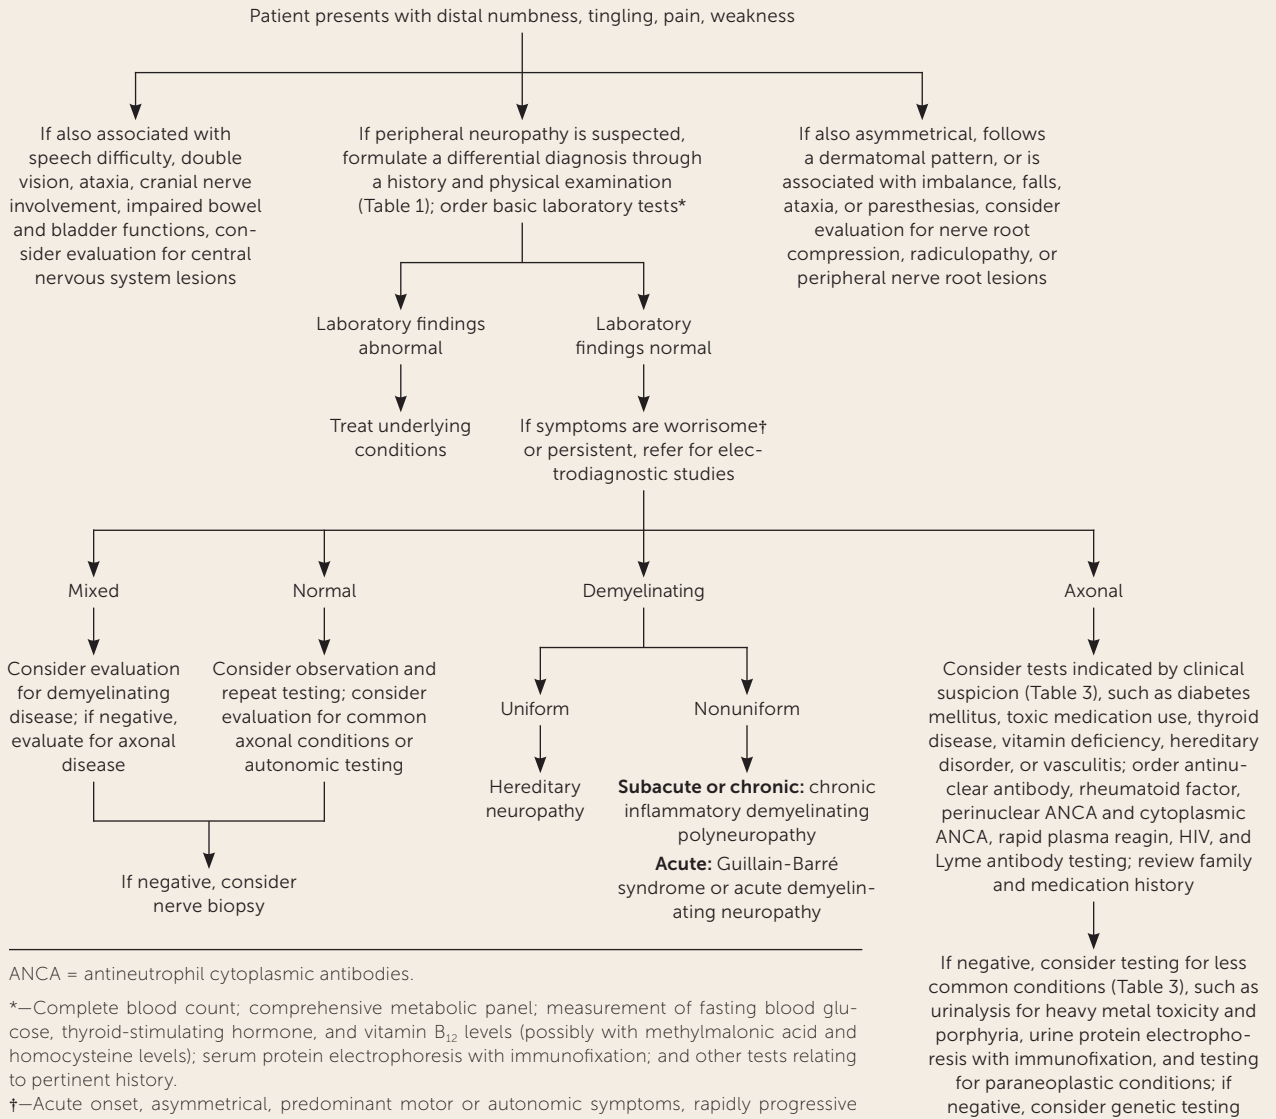 Patient presents with distal numbness, tingling, pain, weakness
If also associated with
speech difficulty, double
vision, ataxia, cranial nerve
involvement, impaired bowel
and bladder functions, con-
sider evaluation for central
nervous system lesions
If peripheral neuropathy is suspected,
formulate a differential diagnosis through
a history and physical examination
(Table 1); order basic laboratory tests*
If also asymmetrical, follows
a dermatomal pattern, or is
associated with imbalance, falls,
ataxia, or paresthesias, consider
evaluation for nerve root
compression, radiculopathy, or
peripheral nerve root lesions
Laboratory findings
abnormal
Laboratory
findings normal
Treat underlying
conditions
If symptoms are worrisome†
or persistent, refer for elec-
trodiagnostic studies
Mixed
Normal
Demyelinating
Axonal
Consider evaluation
for demyelinating
disease; if negative,
evaluate for axonal
disease
Consider observation and
repeat testing; consider
evaluation for common
axonal conditions or
autonomic testing
If negative, consider
nerve biopsy
Uniform
Nonuniform
Hereditary
neuropathy
Subacute or chronic: chronic
inflammatory demyelinating
polyneuropathy
Acute: Guillain-Barré
syndrome or acute demyelin-
ating neuropathy
Consider tests indicated by clinical
suspicion (Table 3), such as diabetes
mellitus, toxic medication use, thyroid
disease, vitamin deficiency, hereditary
disorder, or vasculitis; order antinu-
clear antibody, rheumatoid factor,
perinuclear ANCA and cytoplasmic
ANCA, rapid plasma reagin, HIV, and
Lyme antibody testing; review family
and medication history
If negative, consider testing for less
common conditions (Table 3), such as
urinalysis for heavy metal toxicity and
porphyria, urine protein electropho-
resis with immunofixation, and testing
for paraneoplastic conditions; if
negative, consider genetic testing
ANCA = antineutrophil cytoplasmic antibodies.
*—Complete blood count; comprehensive metabolic panel; measurement of fasting blood glu-
cose, thyroid-stimulating hormone, and vitamin B₁₂ levels (possibly with methylmalonic acid and
homocysteine levels); serum protein electrophoresis with immunofixation; and other tests relating
to pertinent history.
†—Acute onset, asymmetrical, predominant motor or autonomic symptoms, rapidly progressive